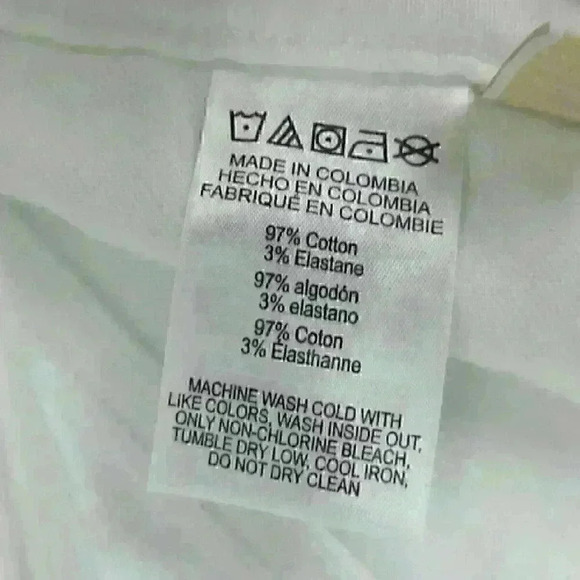 MADE IN COLOMBIA
HECHO EN COLOMBIA
FABRIQUÉ EN COLOMBIE
97% Cotton
3% Elastane
97% algodón
3% elastano
97% Coton
3% Élasthanne
MACHINE WASH COLD WITH
LIKE COLORS, WASH INSIDE OUT,
ONLY NON-CHLORINE BLEACH,
TUMBLE DRY LOW, COOL IRON,
DO NOT DRY CLEAN